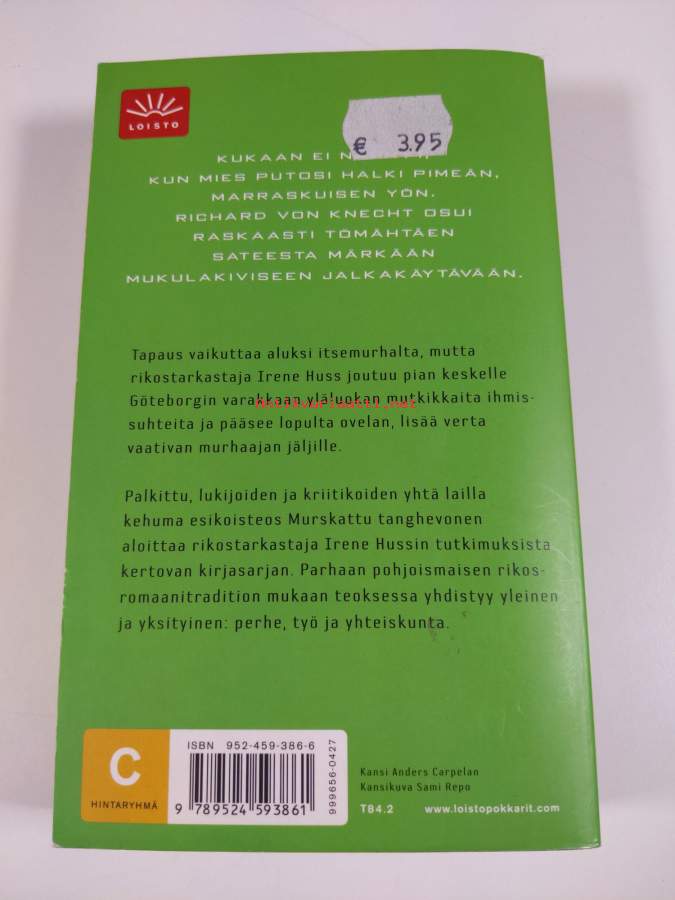 LOISTO
€ 3.95
KUKAAN EI
KUN MIES PUTOSI HALKI PIMEÄN,
MARRASKUISEN YÖN.
RICHARD VON KNECHT OSUI
RASKAASTI TÖMÄHTÄEN
SATEESTA MÄRKÄÄN
MUKULAKIVISEEN JALKAKÄYTÄVÄÄN.
Tapaus vaikuttaa aluksi itsemurhalta, mutta
rikostarkastaja Irene Huss joutuu pian keskelle
Göteborgin varakkaan yläluokan mutkikkaita ihmis-
Antikvariaatti.net
suhteita ja pääsee lopulta ovelan, lisää verta
vaativan murhaajan jäljille.
Palkittu, lukijoiden ja kriitikoiden yhtä lailla
kehuma esikoisteos Murskattu tanghevonen
aloittaa rikostarkastaja Irene Hussin tutkimuksista
kertovan kirjasarjan. Parhaan pohjoismaisen rikos-
romaanitradition mukaan teoksessa yhdistyy yleinen
ja yksityinen: perhe, työ ja yhteiskunta.
C
HINTARYHMÄ
ISBN 952-459-386-6
9 789524 593861
999656-0427
Kansi Anders Carpelan
Kansikuva Sami Repo
T84.2 www.loistopokkarit.com